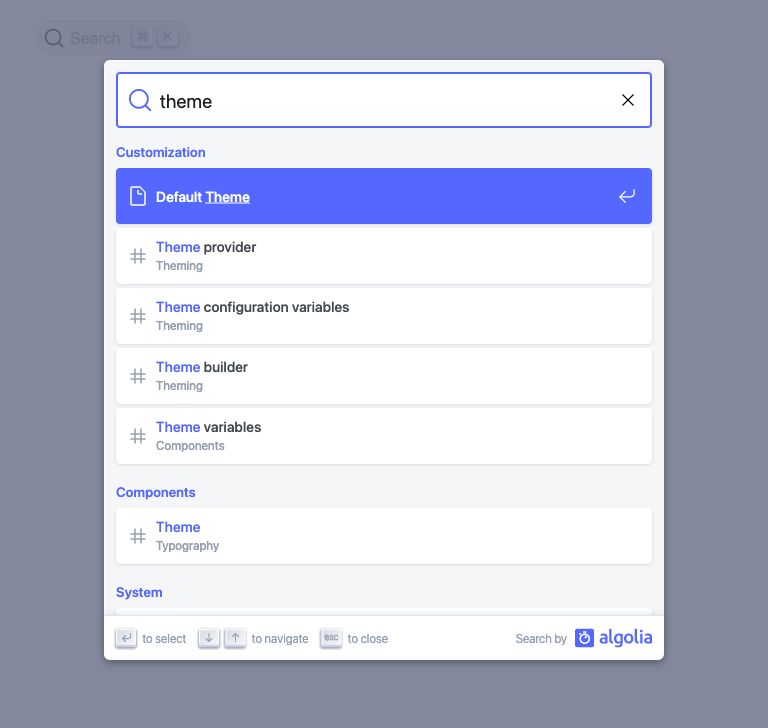 Search ⌘ K
theme
Customization
Default Theme
Theme provider
Theming
Theme configuration variables
Theming
Theme builder
Theming
Theme variables
Components
Components
Theme
Typography
System
to select to navigate esc to close Search by algolia